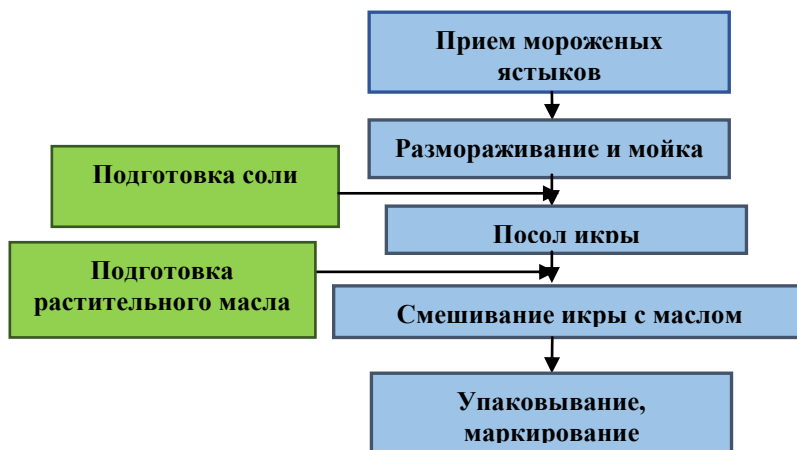 Прием мороженых
ястыков
Размораживание и мойка
Подготовка соли
Посол икры
Подготовка
растительного масла
Смешивание икры с маслом
Упаковывание,
маркирование